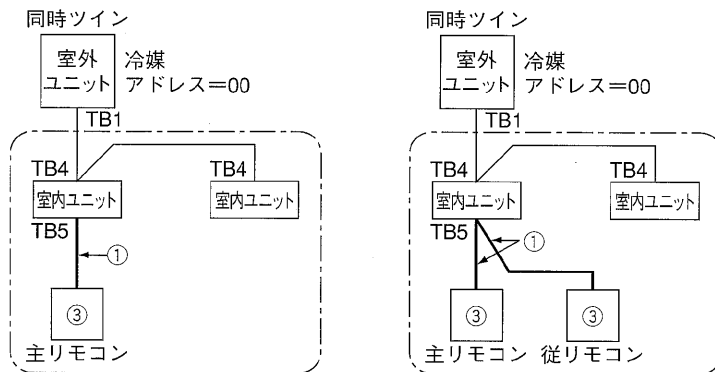 同時ツイン
室外
ユニット
冷媒
アドレス=00
TB1
TB4
TB4
室内ユニット
室内ユニット
TB5
①
③
主リモコン
同時ツイン
室外
ユニット
冷媒
アドレス=00
TB1
TB4
TB4
室内ユニット
室内ユニット
TB5
①
③
③
主リモコン
従リモコン